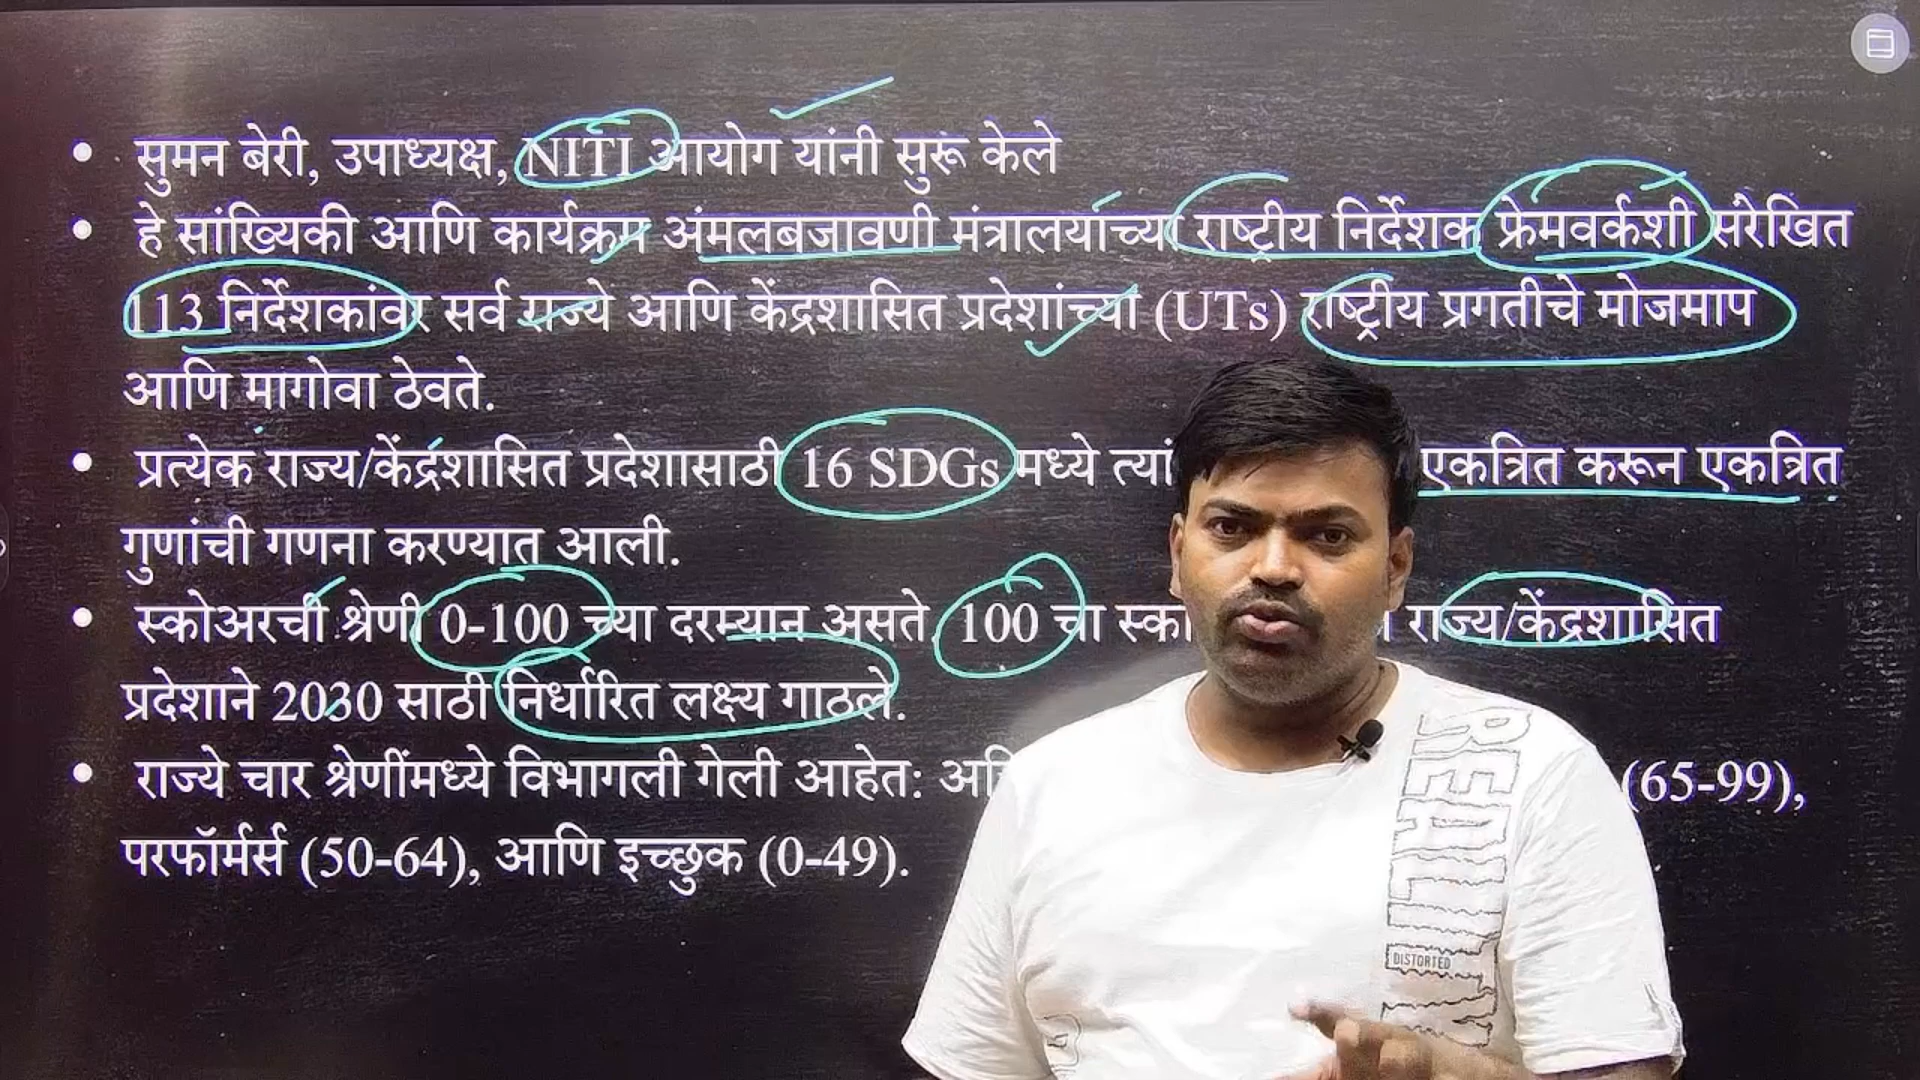 सुमन बेरी, उपाध्यक्ष, NITI आयोग यांनी सुरू केले
हे सांख्यिकी आणि कार्यक्रम अंमलबजावणी मंत्रालयाच्या राष्ट्रीय निर्देशक फ्रेमवर्कशी संरेखित
113 निर्देशकांवर सर्व राज्ये आणि केंद्रशासित प्रदेशांच्या (UTs) राष्ट्रीय प्रगतीचे मोजमाप
आणि मागोवा ठेवते.
प्रत्येक राज्य/केंद्रशासित प्रदेशासाठी 16 SDGs मध्ये एकत्रित करून एकत्रित
गुणांची गणना करण्यात आली.
स्कोअरची श्रेणी 0-100 च्या दरम्यान असते 100 चा राज्य/केंद्रशासित
प्रदेशाने 2030 साठी निर्धारित लक्ष्य गाठले.
राज्ये चार श्रेणींमध्ये विभागली गेली आहेत: (65-99),
परफॉर्मर्स (50-64), आणि इच्छुक (0-49).
REALITY
DISTORTED